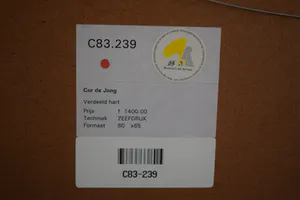 C83.239
Cor de Jong
Verdeeld hart
Prijs f 1400.00
Techniek ZEEFDRUK
Formaat 80 x65
C83-239